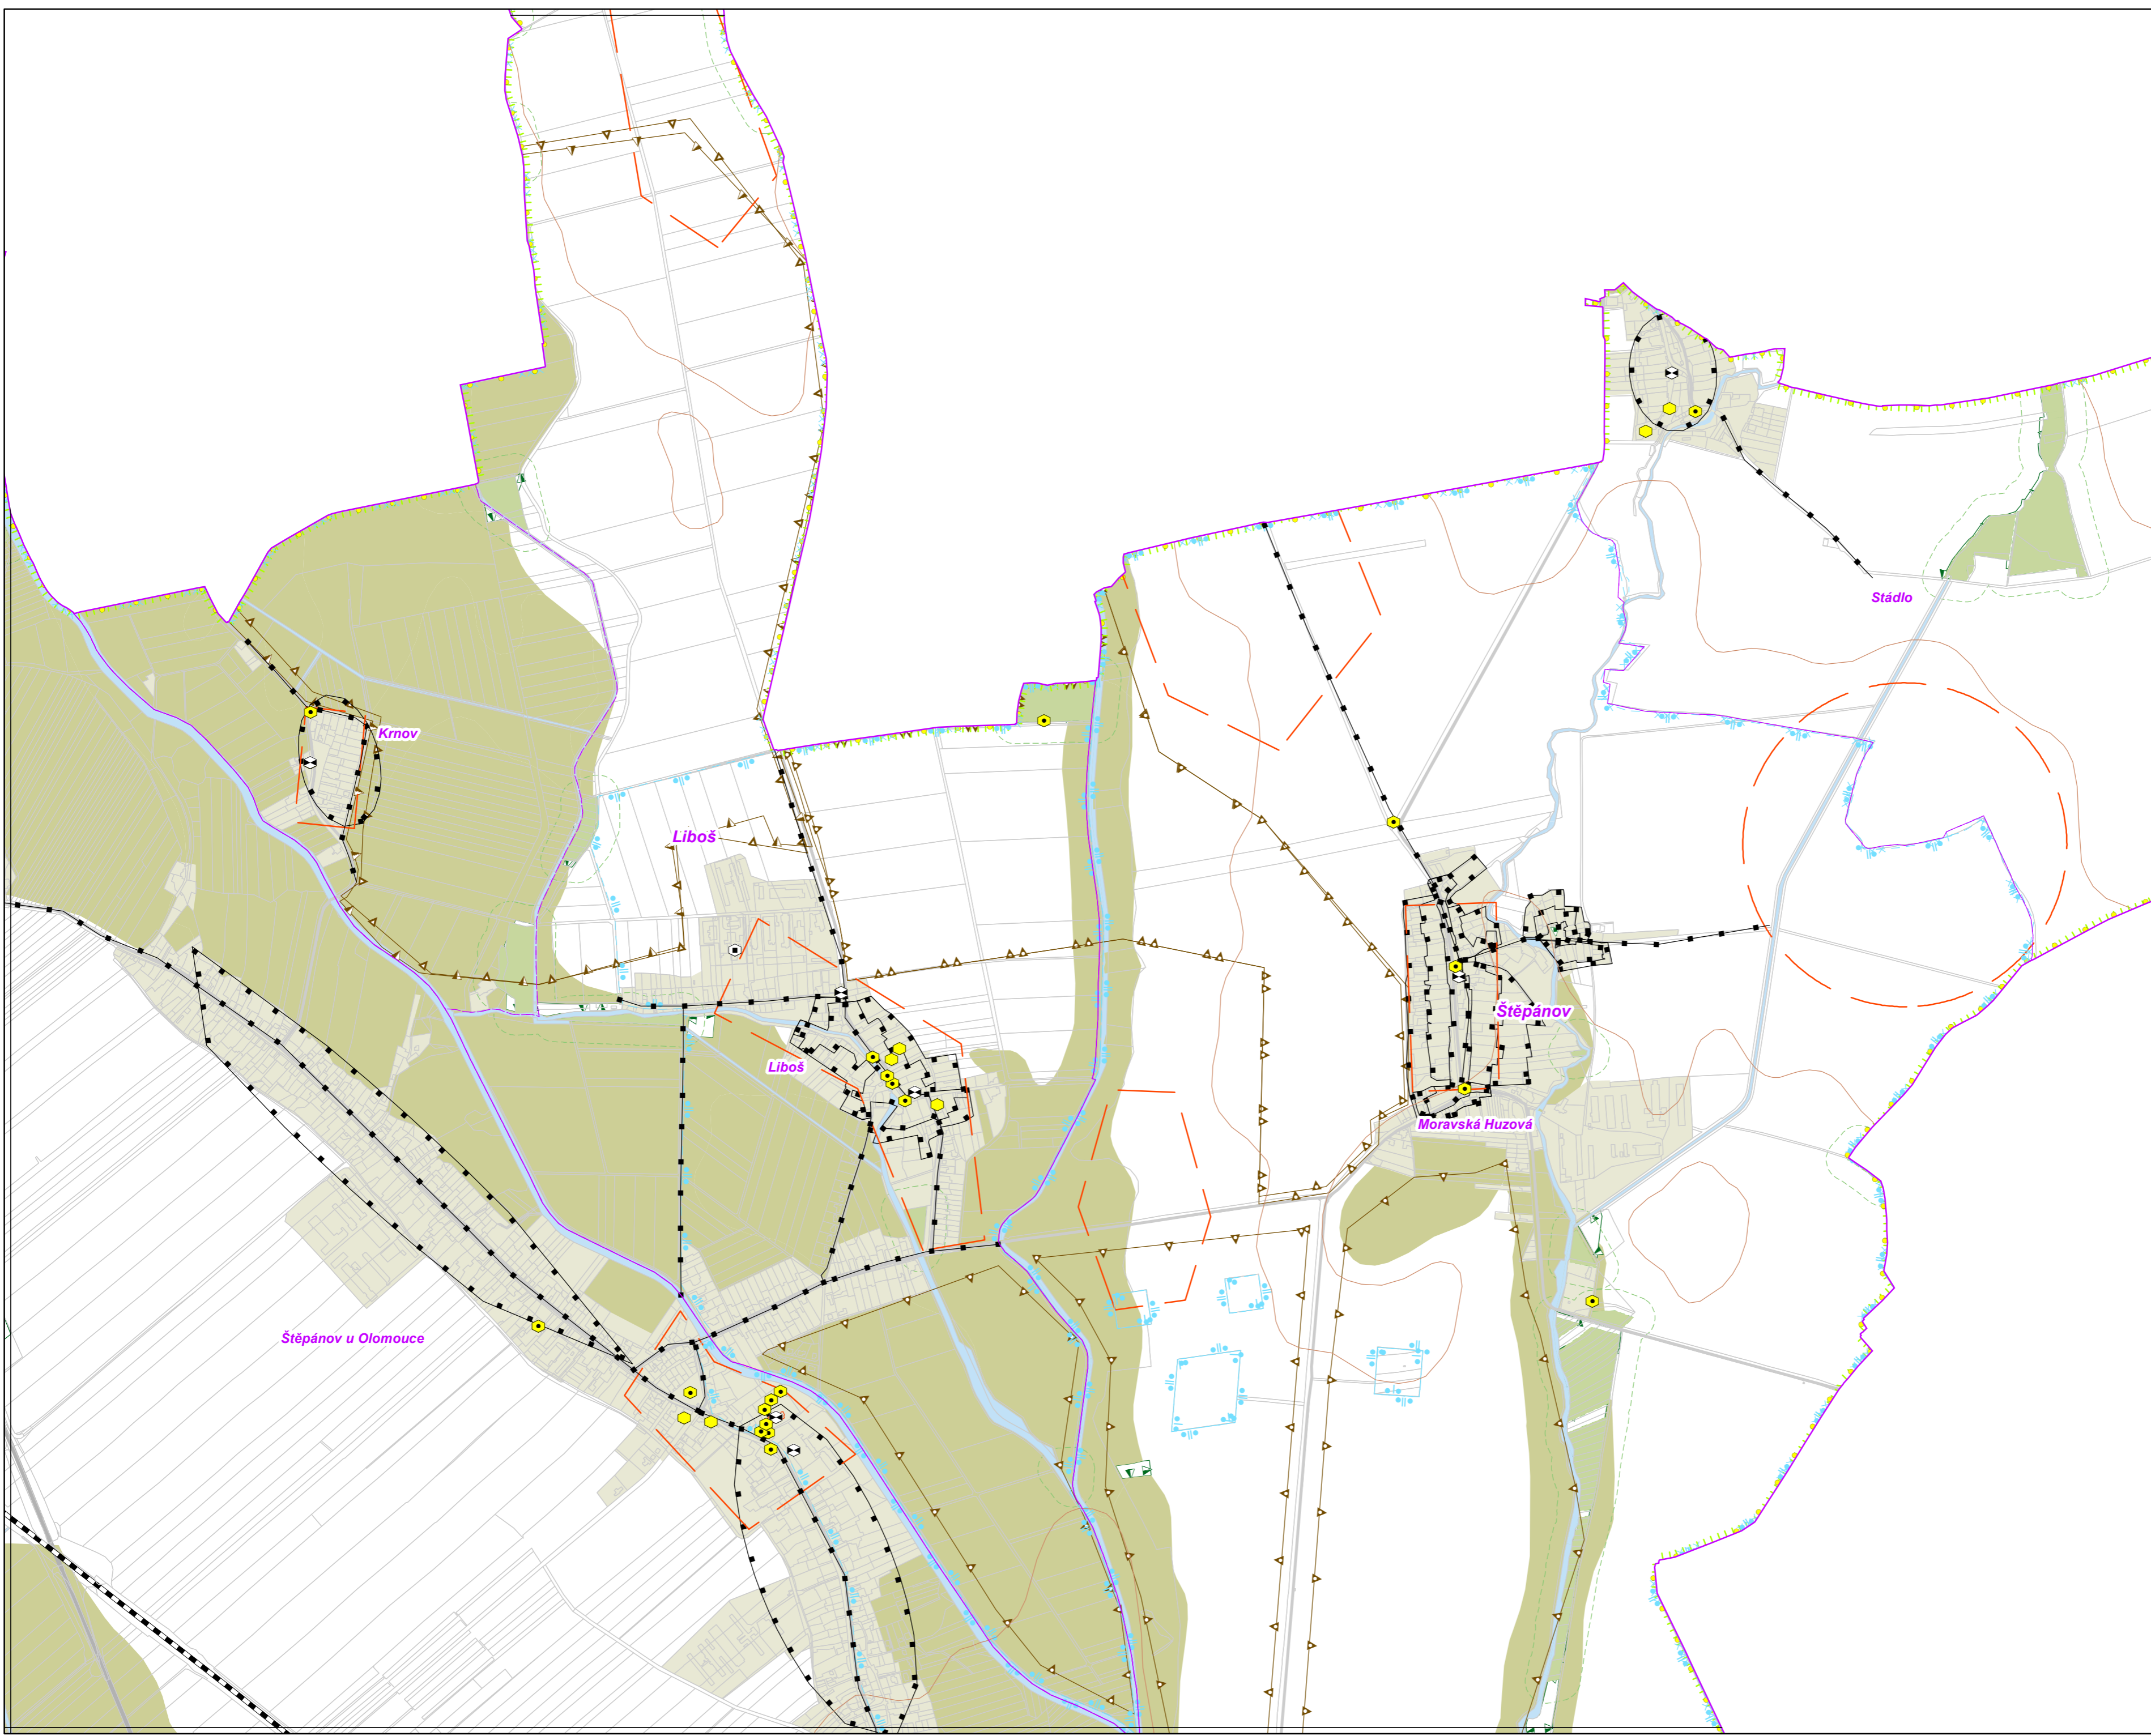 Stádlo
Krnov
Liboš
Štěpánov
Liboš
Moravská Huzová
Štěpánov u Olomouce